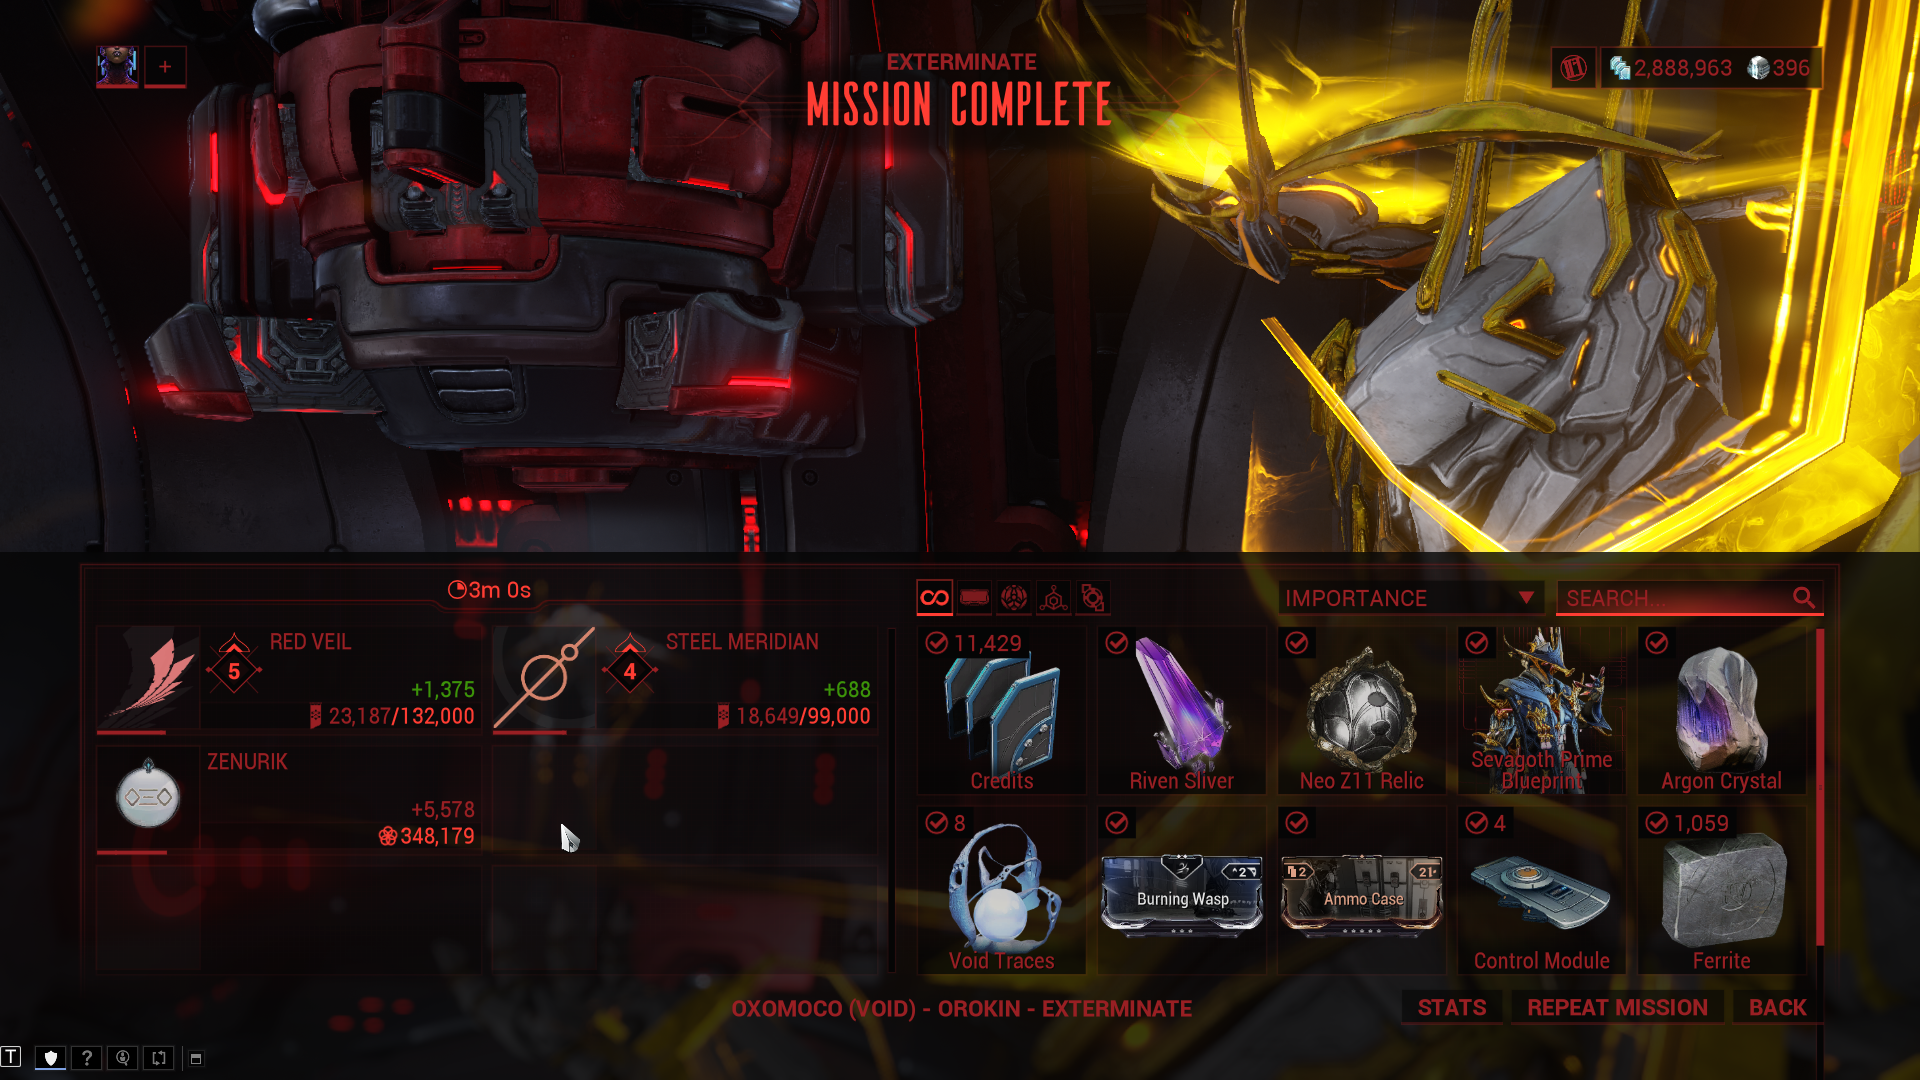 EXTERMINATE
MISSION COMPLETE
+
2,888,963
396
3m 0s
RED VEIL
5
+1,375
23,187/132,000
STEEL MERIDIAN
4
+688
18,649/99,000
ZENURIK
+5,578
348,179
IMPORTANCE
SEARCH...
11,429
Credits
Riven Sliver
Neo Z11 Relic
Sevagoth Prime
Blueprint
Argon Crystal
8
Void Traces
2
Burning Wasp
2
21
Ammo Case
4
Control Module
1,059
Ferrite
OXOMOCO (VOID) - OROKIN - EXTERMINATE
STATS
REPEAT MISSION
BACK
T
?